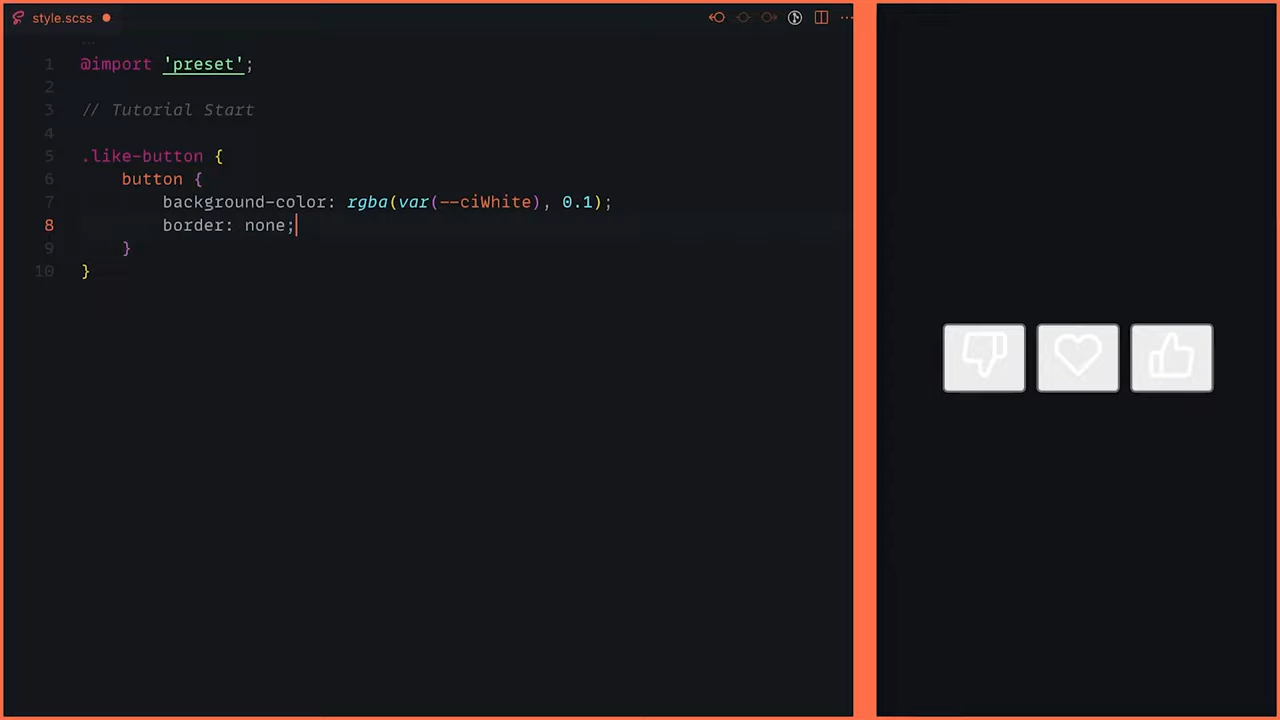 style.scss
1 @import 'preset';
2
3 // Tutorial Start
4
5 .like-button {
6 button {
7 background-color: rgba(var(--ciWhite), 0.1);
8 border: none;
9 }
10 }